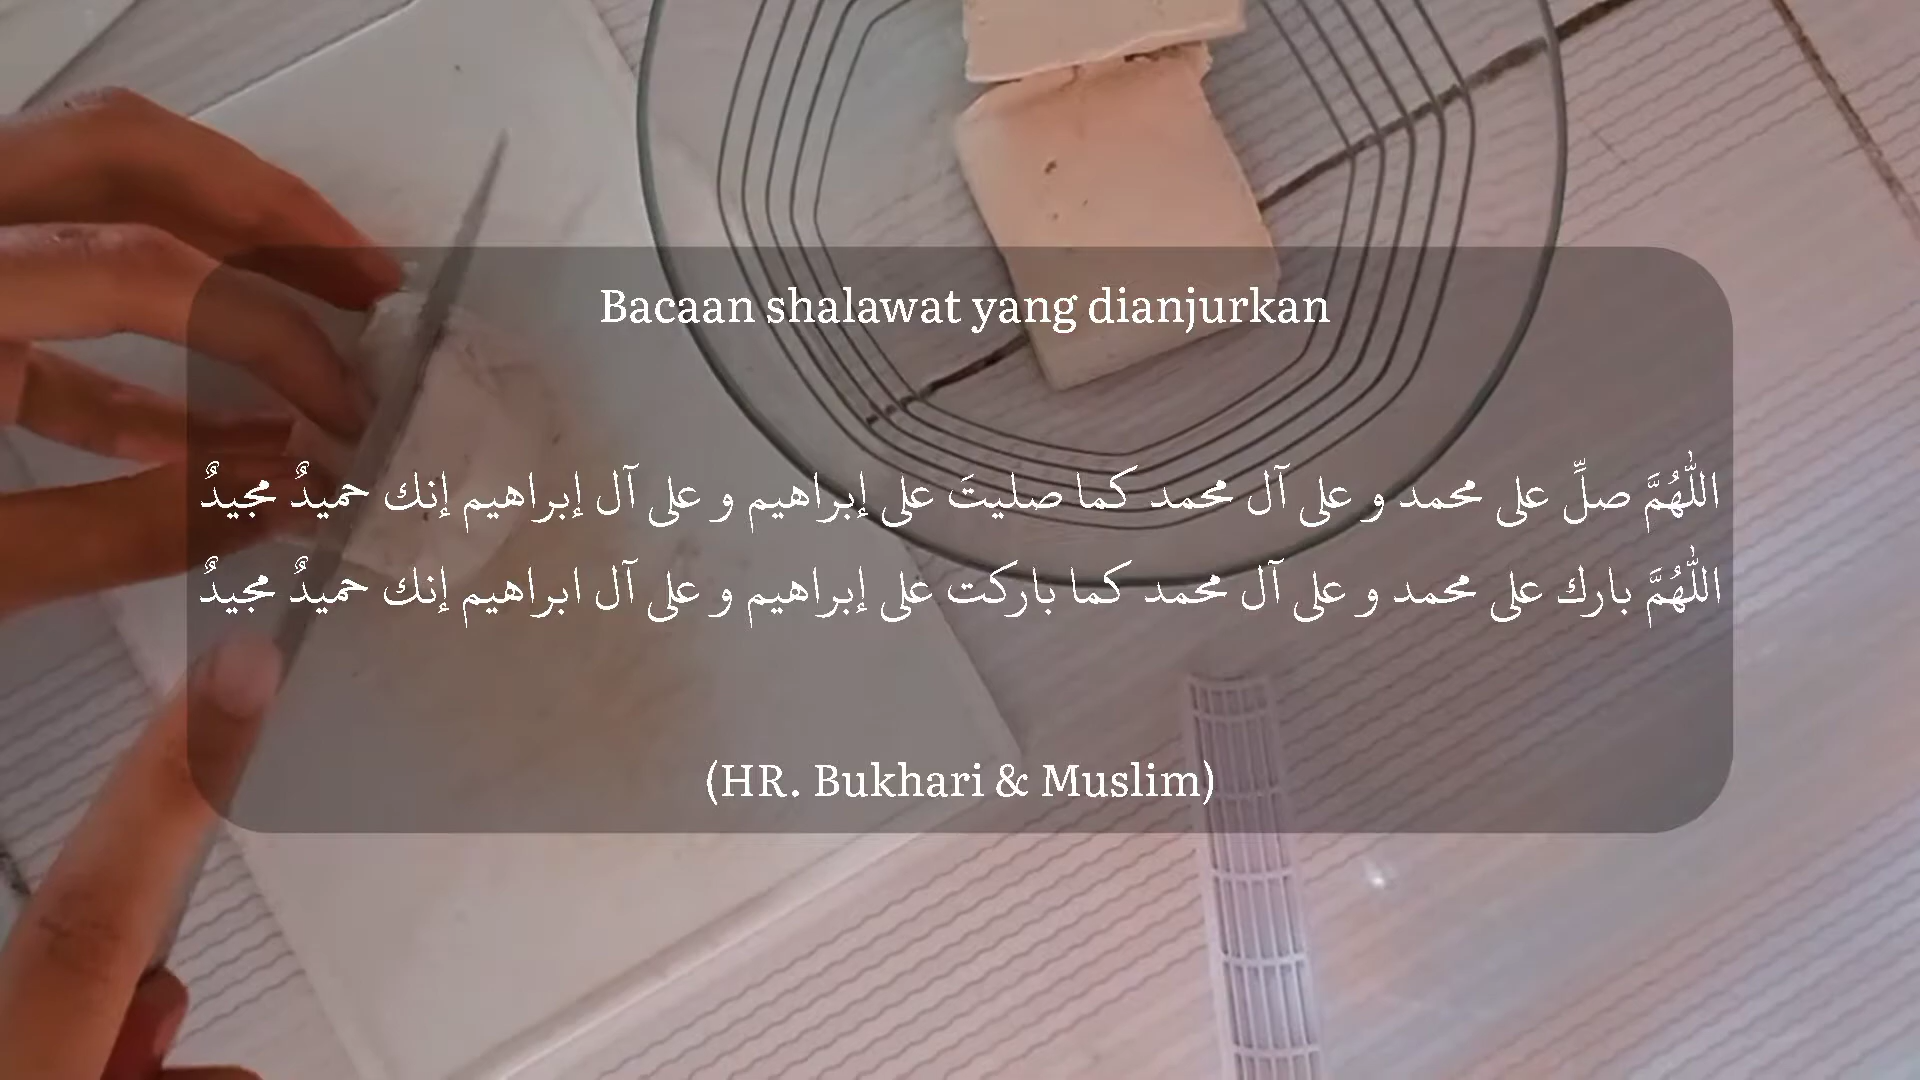 Bacaan shalawat yang dianjurkan
اللّٰهُمَّ صلِّ على محمد و على آل محمد كما صليتَ على إبراهيم و على آل إبراهيم إنك حميدٌ مجيدٌ
اللّٰهُمَّ بارك على محمد و على آل محمد كما باركت على إبراهيم و على آل ابراهيم إنك حميدٌ مجيدٌ
(HR. Bukhari & Muslim)